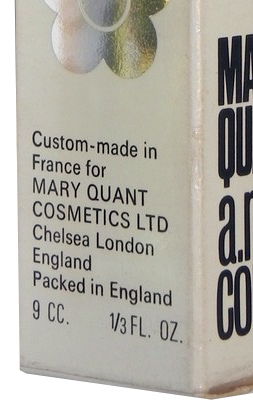 Custom-made in
France for
MARY QUANT
COSMETICS LTD
Chelsea London
England
Packed in England
9 CC. 1/3 FL. OZ.